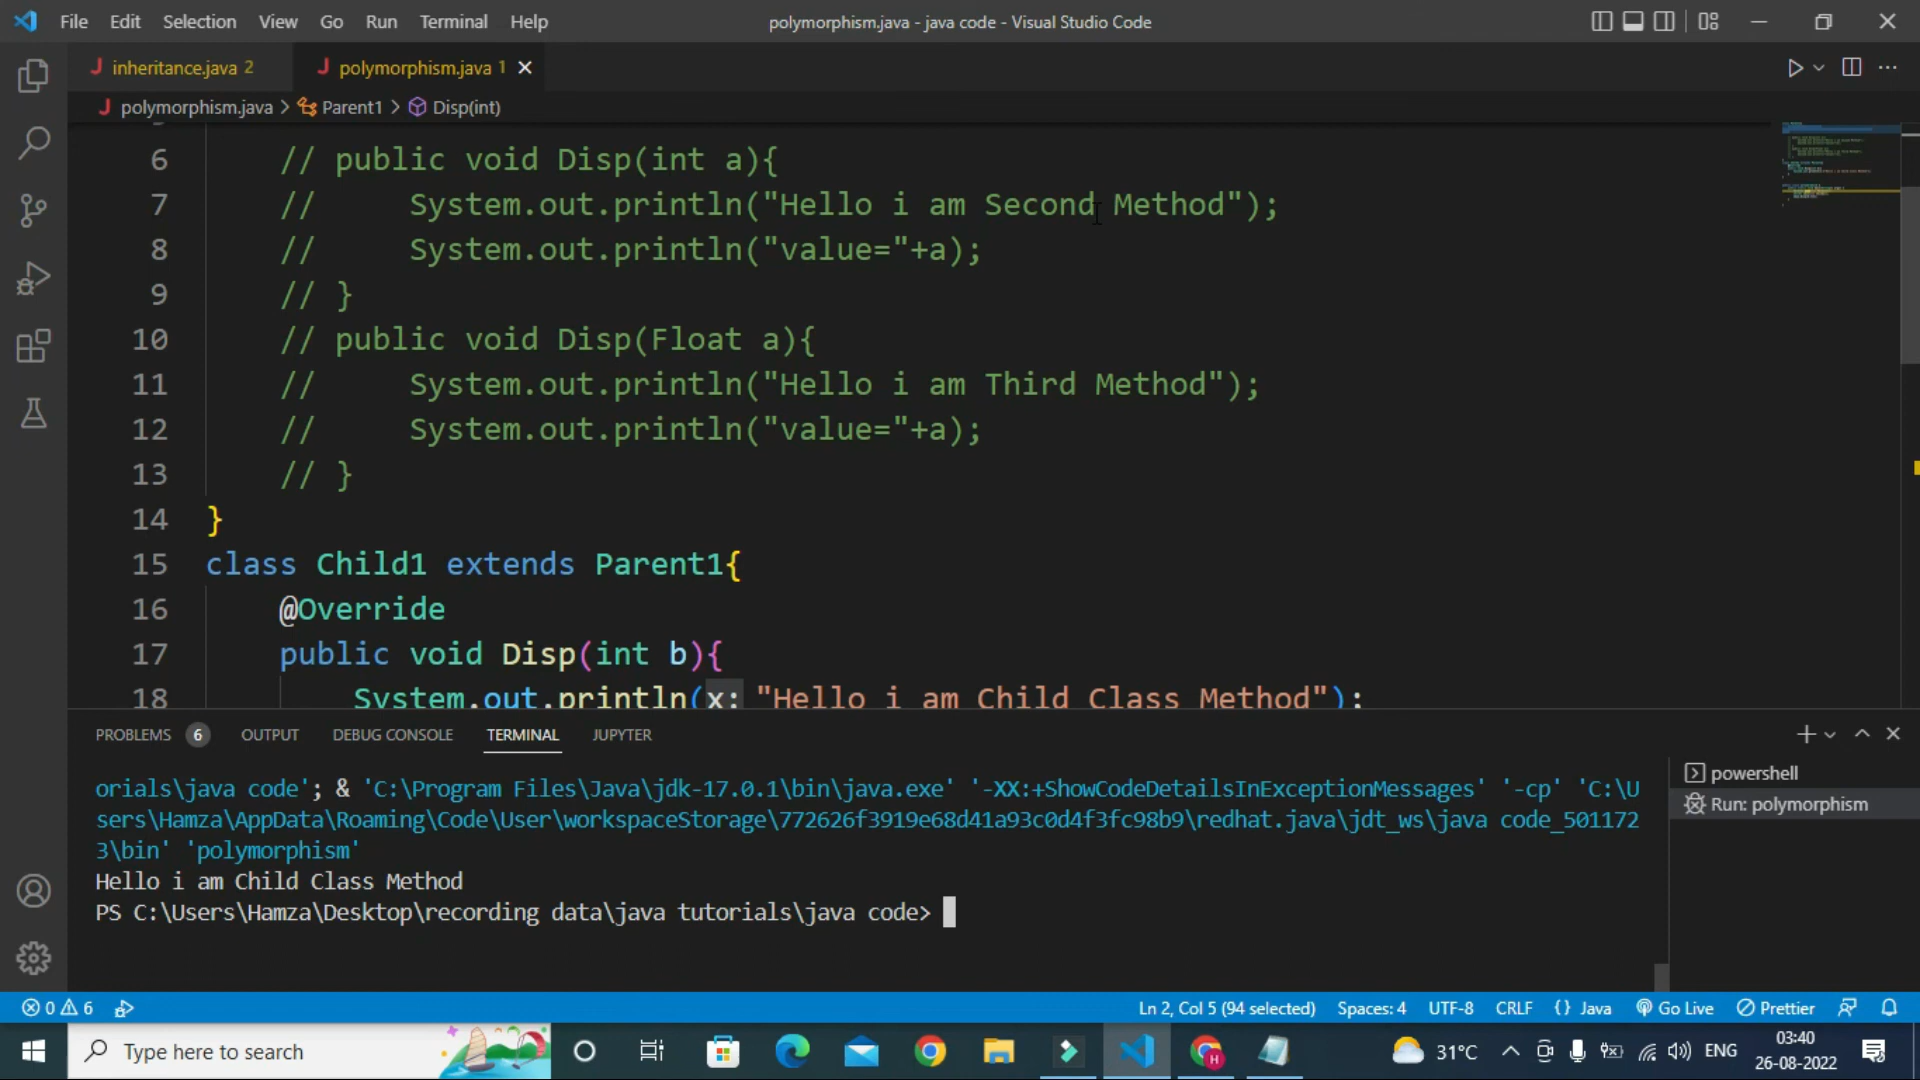 File Edit Selection View Go Run Terminal Help
polymorphism.java - java code - Visual Studio Code
inheritance.java 2
polymorphism.java 1
polymorphism.java > Parent1 > Disp(int)
6 // public void Disp(int a){
7 //     System.out.println("Hello i am Second Method");
8 //     System.out.println("value="+a);
9 // }
10 // public void Disp(Float a){
11 //     System.out.println("Hello i am Third Method");
12 //     System.out.println("value="+a);
13 // }
14 }
15 class Child1 extends Parent1{
16     @Override
17     public void Disp(int b){
18         System.out.println(x: "Hello i am Child Class Method");
PROBLEMS 6 OUTPUT DEBUG CONSOLE TERMINAL JUPYTER
orials\java code'; & 'C:\Program Files\Java\jdk-17.0.1\bin\java.exe' '-XX:+ShowCodeDetailsInExceptionMessages' '-cp' 'C:\U
sers\Hamza\AppData\Roaming\Code\User\workspaceStorage\772626f3919e68d41a93c0d4f3fc98b9\redhat.java\jdt_ws\java code_501172
3\bin' 'polymorphism'
Hello i am Child Class Method
PS C:\Users\Hamza\Desktop\recording data\java tutorials\java code>
powershell
Run: polymorphism
0 6 Ln 2, Col 5 (94 selected) Spaces: 4 UTF-8 CRLF {} Java Go Live Prettier
Type here to search
H
31°C
ENG
03:40
26-08-2022